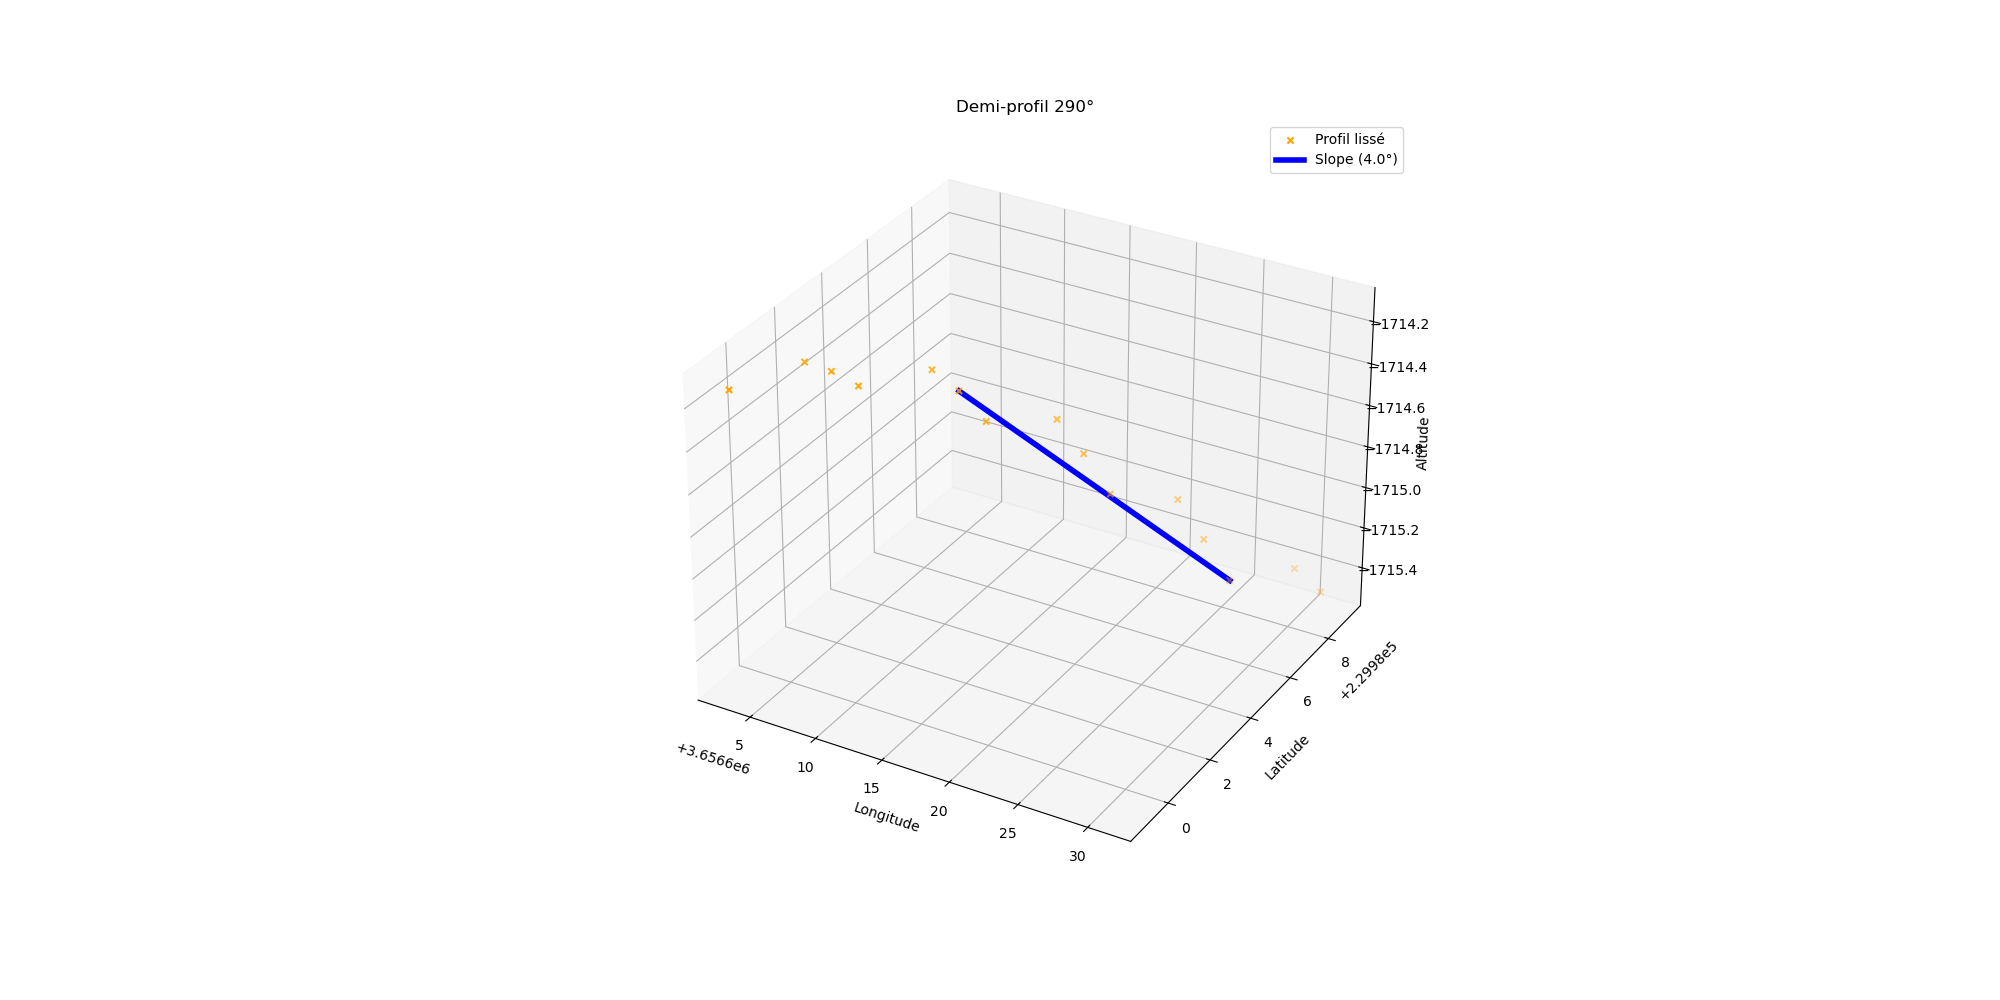 Demi-profil 290°
Profil lissé
Slope (4.0°)
−1714.2
−1714.4
−1714.6
−1714.8
−1715.0
−1715.2
−1715.4
Altitude
8
6
4
2
0
+2.2998e5
Latitude
5
10
15
20
25
30
+3.6566e6
Longitude